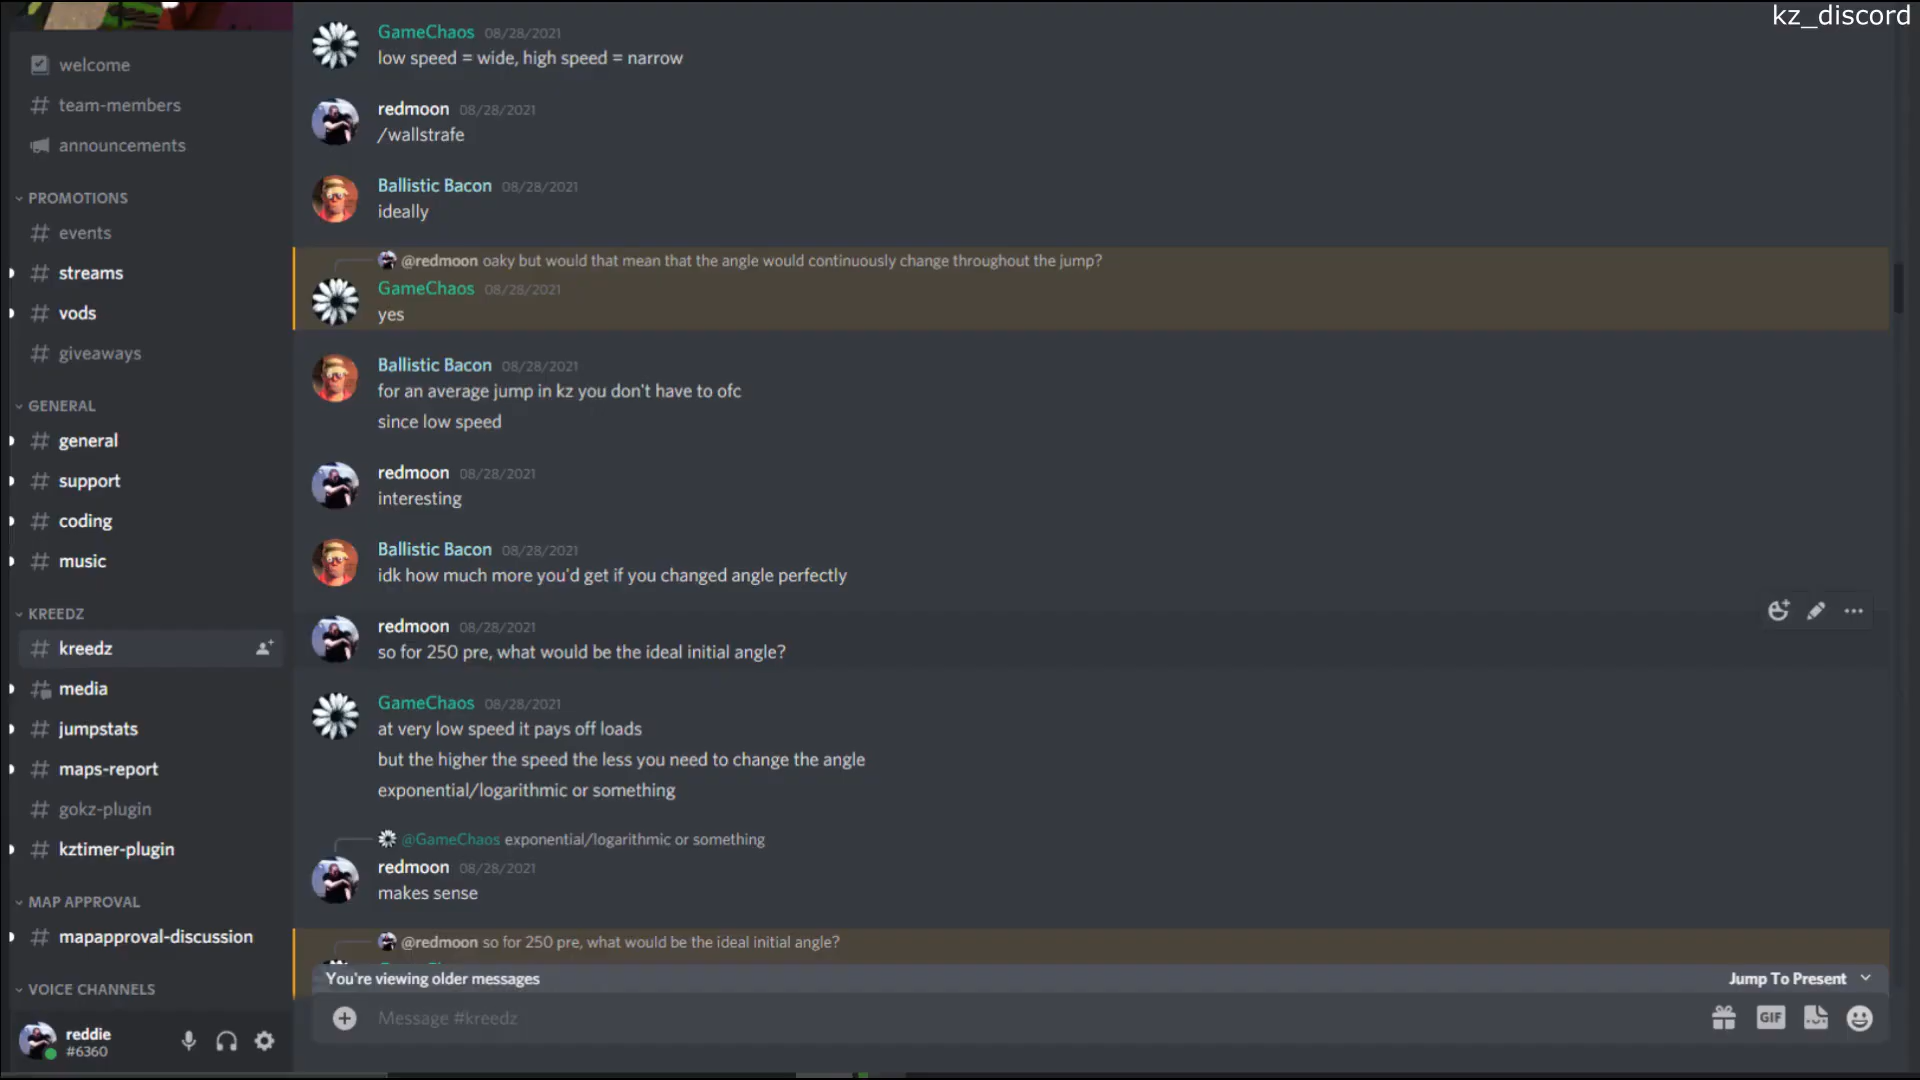 kz_discord
welcome
# team-members
announcements
PROMOTIONS
# events
# streams
# vods
# giveaways
GENERAL
# general
# support
# coding
# music
KREEDZ
# kreedz
media
# jumpstats
# maps-report
# gokz-plugin
# kztimer-plugin
MAP APPROVAL
# mapapproval-discussion
VOICE CHANNELS
reddie
#6360
GameChaos 08/28/2021
low speed = wide, high speed = narrow
redmoon 08/28/2021
/wallstrafe
Ballistic Bacon 08/28/2021
ideally
@redmoon oaky but would that mean that the angle would continuously change throughout the jump?
GameChaos 08/28/2021
yes
Ballistic Bacon 08/28/2021
for an average jump in kz you don't have to ofc
since low speed
redmoon 08/28/2021
interesting
Ballistic Bacon 08/28/2021
idk how much more you'd get if you changed angle perfectly
redmoon 08/28/2021
so for 250 pre, what would be the ideal initial angle?
GameChaos 08/28/2021
at very low speed it pays off loads
but the higher the speed the less you need to change the angle
exponential/logarithmic or something
@GameChaos exponential/logarithmic or something
redmoon 08/28/2021
makes sense
@redmoon so for 250 pre, what would be the ideal initial angle?
You're viewing older messages
Jump To Present
Message #kreedz
GIF